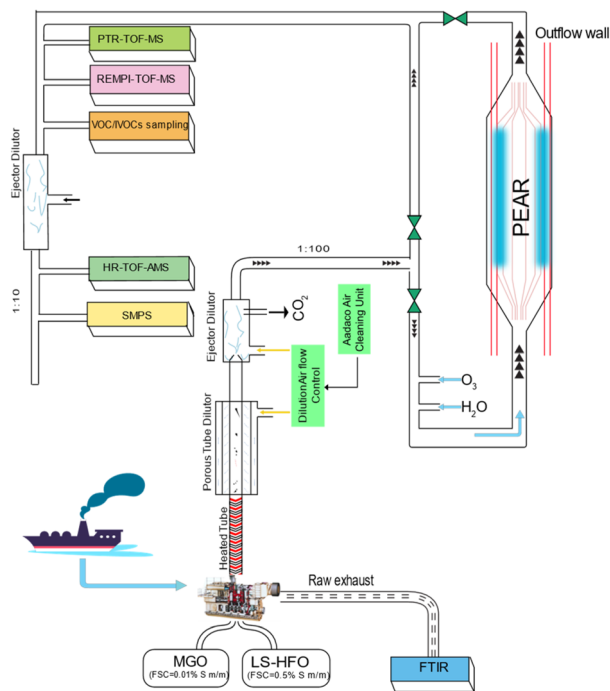 PTR-TOF-MS
REMPI-TOF-MS
VOC/IVOCs sampling
Ejector Dilutor
HR-TOF-AMS
SMPS
1:10
Outflow wall
PEAR
1:100
CO2
Ejector Dilutor
Aadaco Air
Cleaning Unit
Dilution Air flow
Control
O3
H2O
Porous Tube Dilutor
Heated Tube
Raw exhaust
MGO
(FSC=0.01% S m/m)
LS-HFO
(FSC=0.5% S m/m)
FTIR